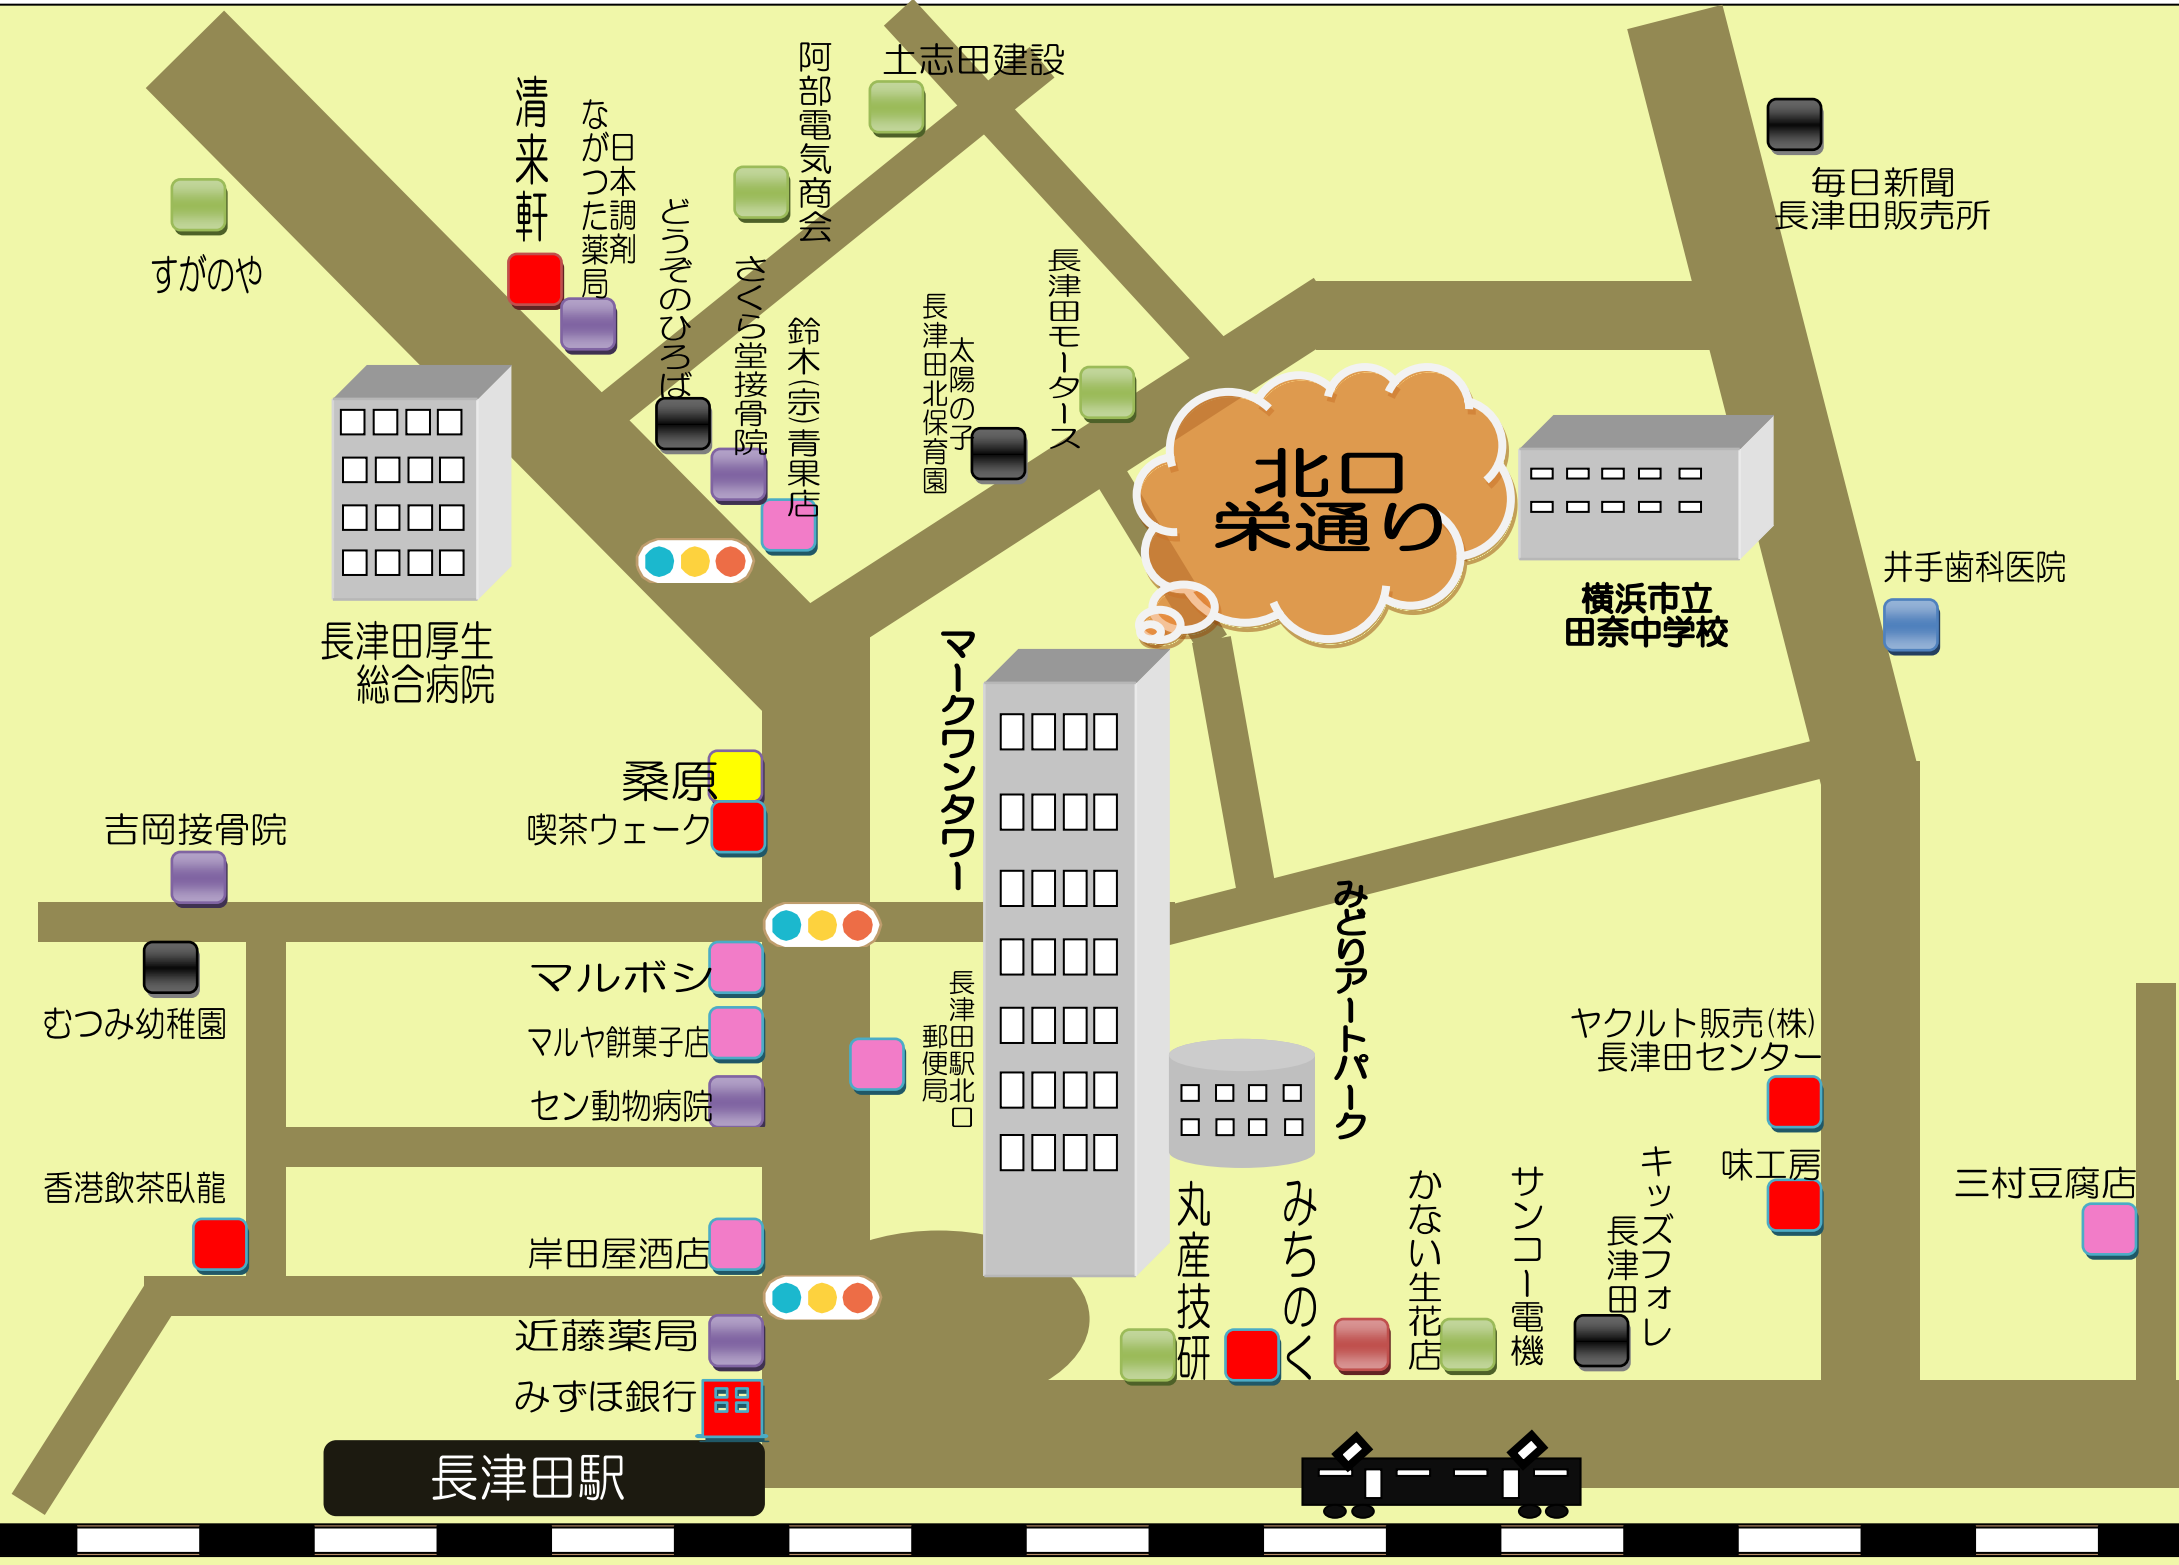 土志田建設
阿部電気商会
清来軒
日本調剤
ながつた薬局
毎日新聞
長津田販売所
すがのや
どうぞのひろば
さくら堂接骨院
鈴木(宗)青果店
太陽の子
長津田北保育園
長津田モータース
北口
栄通り
横浜市立
田奈中学校
井手歯科医院
長津田厚生
総合病院
マークワンタワー
桑原
喫茶ウェーク
吉岡接骨院
みどりアートパーク
むつみ幼稚園
マルボシ
マルヤ餅菓子店
セン動物病院
長津田駅北口
郵便局
ヤクルト販売(株)
長津田センター
味工房
三村豆腐店
香港飲茶臥龍
岸田屋酒店
近藤薬局
みずほ銀行
丸産技研
みちのく
かない生花店
サンコー電機
キッズフォレ
長津田
長津田駅